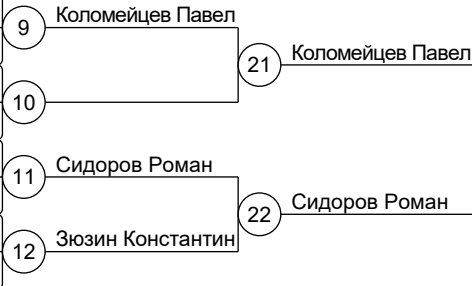 9 Коломейцев Павел
21 Коломейцев Павел
10
11 Сидоров Роман
22 Сидоров Роман
12 Зюзин Константин